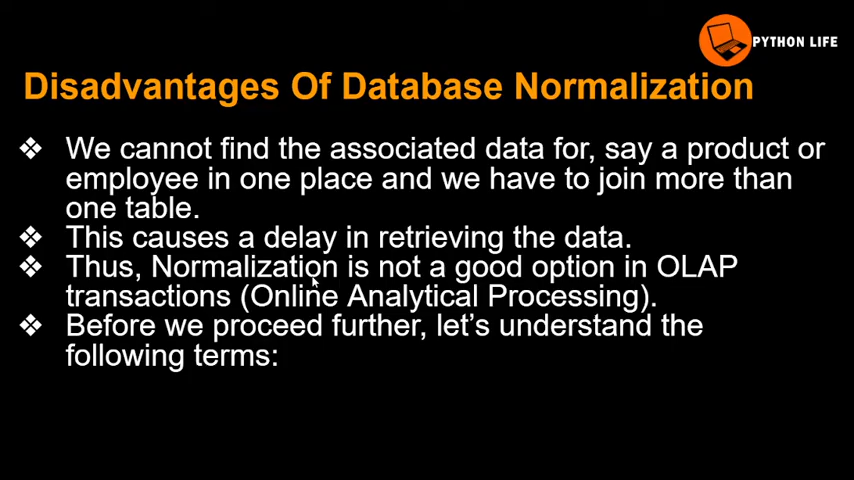 PYTHON LIFE
Disadvantages Of Database Normalization
❖ We cannot find the associated data for, say a product or
employee in one place and we have to join more than
one table.
❖ This causes a delay in retrieving the data.
❖ Thus, Normalization is not a good option in OLAP
transactions (Online Analytical Processing).
❖ Before we proceed further, let's understand the
following terms: